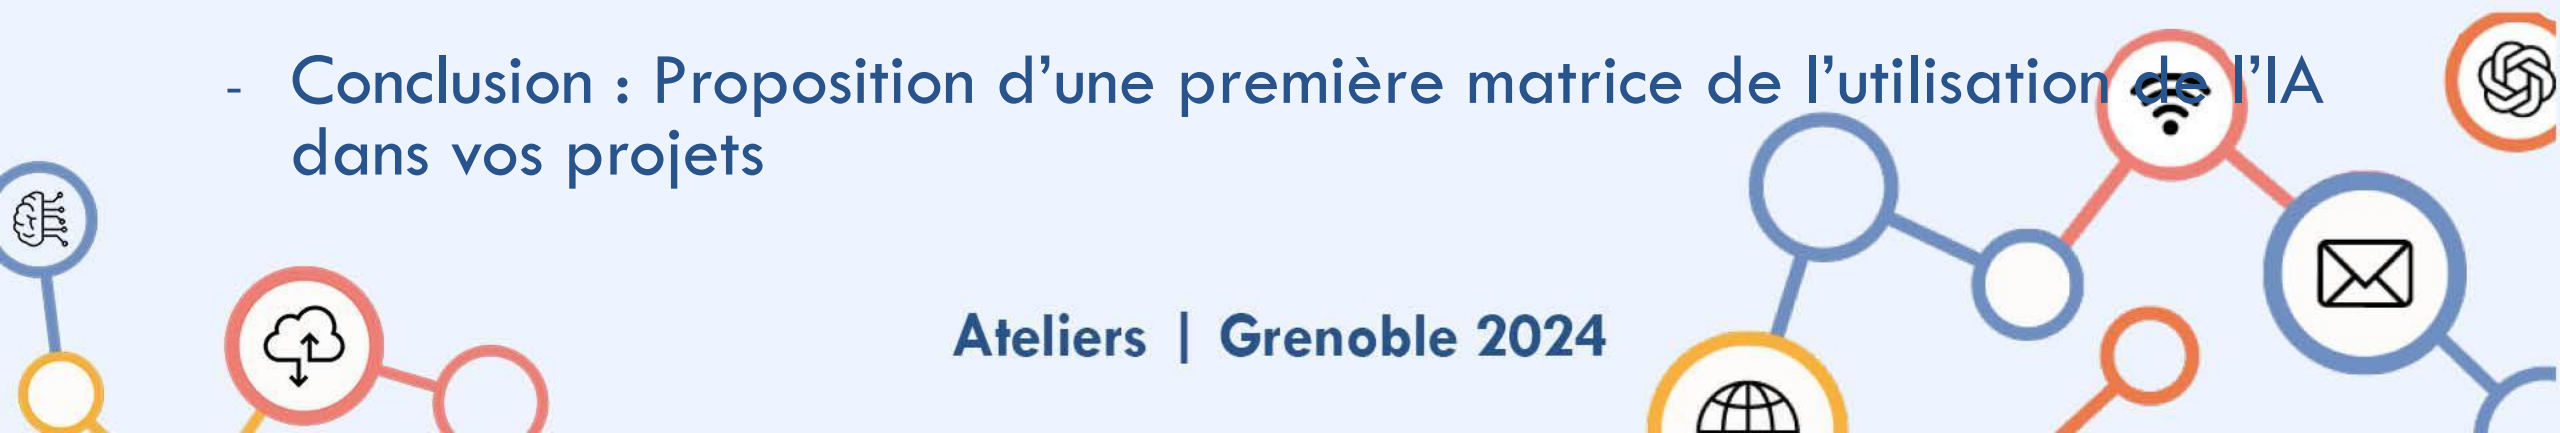 - Conclusion : Proposition d’une première matrice de l’utilisation de l’IA
dans vos projets
Ateliers | Grenoble 2024